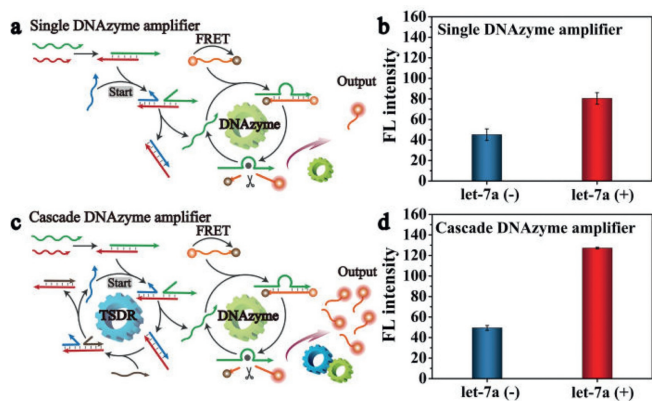 a
Single DNAzyme amplifier
FRET
Output
Start
DNAzyme
b
Single DNAzyme amplifier
FL intensity
160
140
120
100
80
60
40
20
0
let-7a (-)
let-7a (+)
c
Cascade DNAzyme amplifier
FRET
Output
Start
TSDR
DNAzyme
d
Cascade DNAzyme amplifier
FL intensity
160
140
120
100
80
60
40
20
0
let-7a (-)
let-7a (+)